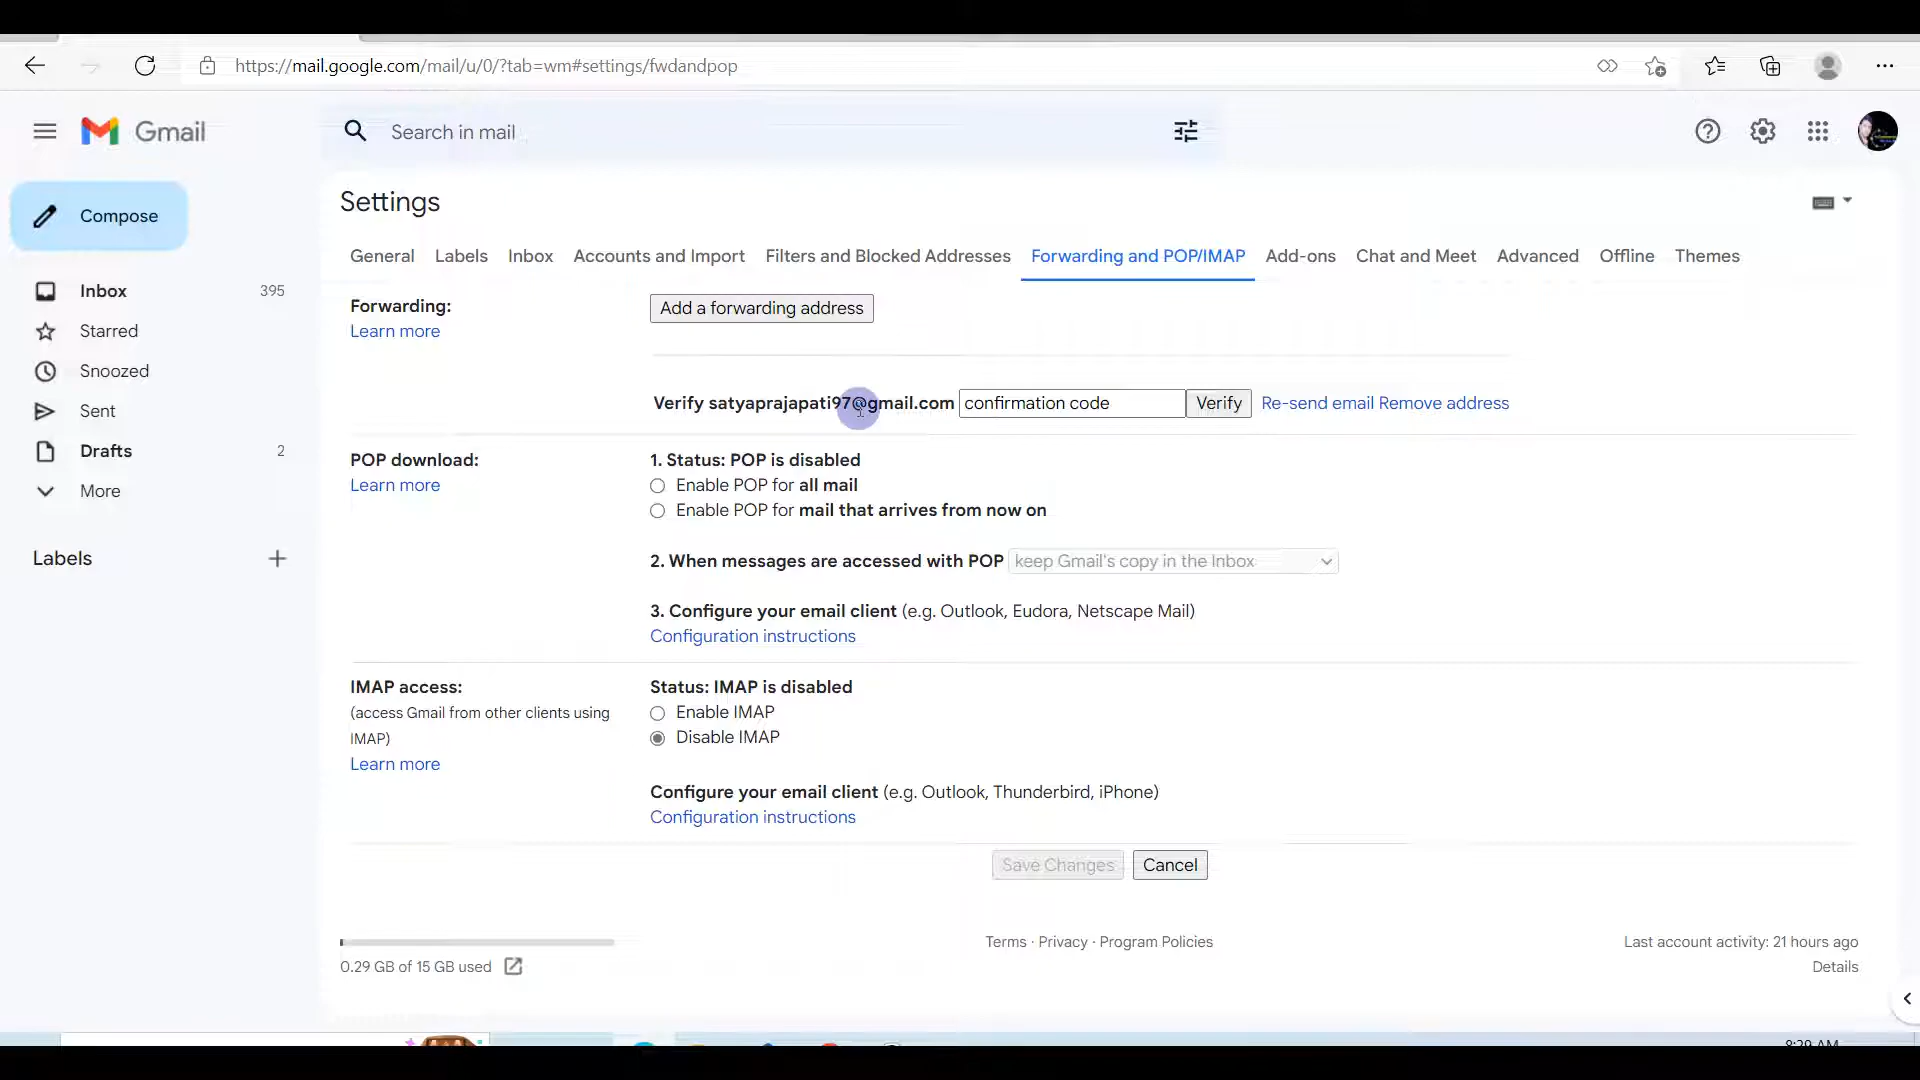 https://mail.google.com/mail/u/0/?tab=wm#settings/fwdandpop
Gmail
Search in mail
Compose
Inbox 395
Starred
Snoozed
Sent
Drafts 2
More
Labels
Settings
General Labels Inbox Accounts and Import Filters and Blocked Addresses Forwarding and POP/IMAP Add-ons Chat and Meet Advanced Offline Themes
Forwarding:
Learn more
Add a forwarding address
Verify satyaprajapati97@gmail.com confirmation code Verify Re-send email Remove address
POP download:
Learn more
1. Status: POP is disabled
Enable POP for all mail
Enable POP for mail that arrives from now on
2. When messages are accessed with POP keep Gmail's copy in the Inbox
3. Configure your email client (e.g. Outlook, Eudora, Netscape Mail)
Configuration instructions
IMAP access:
(access Gmail from other clients using
IMAP)
Learn more
Status: IMAP is disabled
Enable IMAP
Disable IMAP
Configure your email client (e.g. Outlook, Thunderbird, iPhone)
Configuration instructions
Save Changes Cancel
0.29 GB of 15 GB used
Terms · Privacy · Program Policies
Last account activity: 21 hours ago
Details
8:29 AM